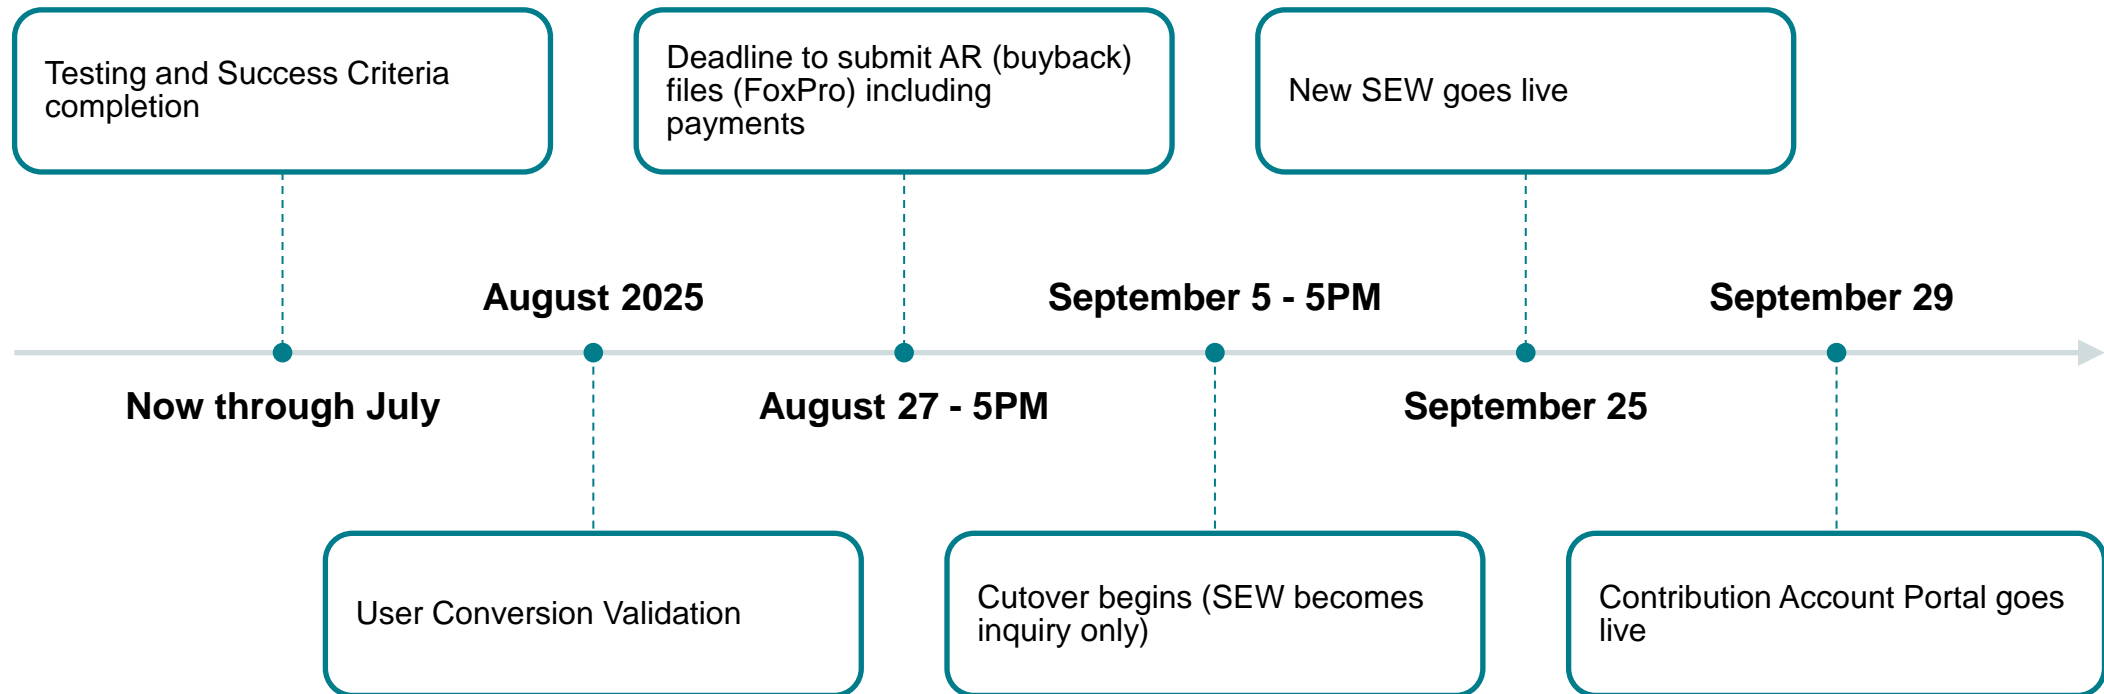 Testing and Success Criteria
completion
Deadline to submit AR (buyback)
files (FoxPro) including
payments
New SEW goes live
August 2025
September 5 - 5PM
September 29
Now through July
August 27 - 5PM
September 25
User Conversion Validation
Cutover begins (SEW becomes
inquiry only)
Contribution Account Portal goes
live